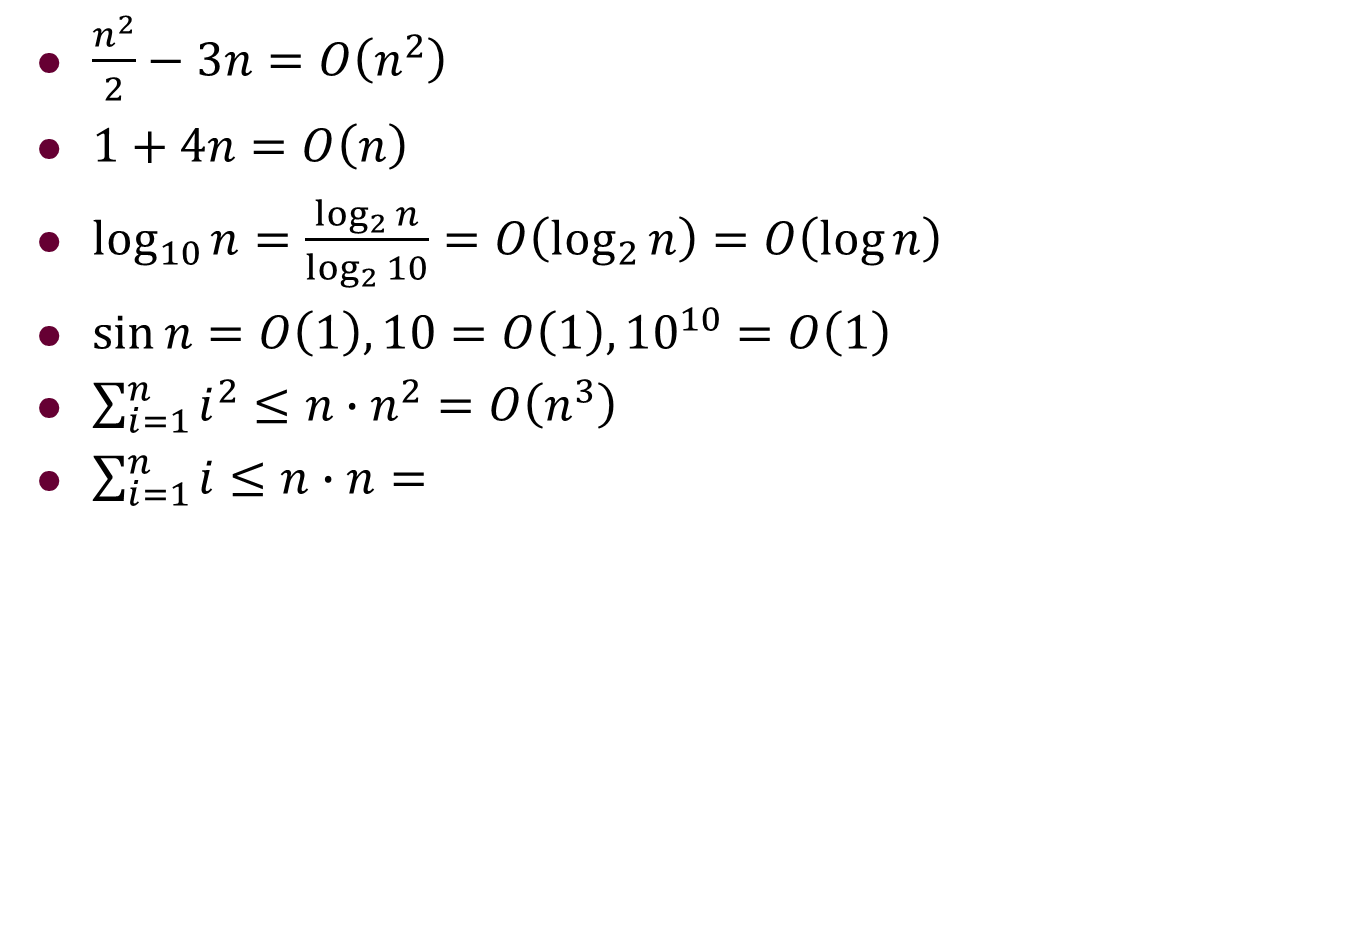 • n²/2 − 3n = O(n²)
• 1 + 4n = O(n)
• log₁₀ n = log₂ n / log₂ 10 = O(log₂ n) = O(log n)
• sin n = O(1), 10 = O(1), 10¹⁰ = O(1)
• ∑ᵢ₌₁ⁿ i² ≤ n · n² = O(n³)
• ∑ᵢ₌₁ⁿ i ≤ n · n =